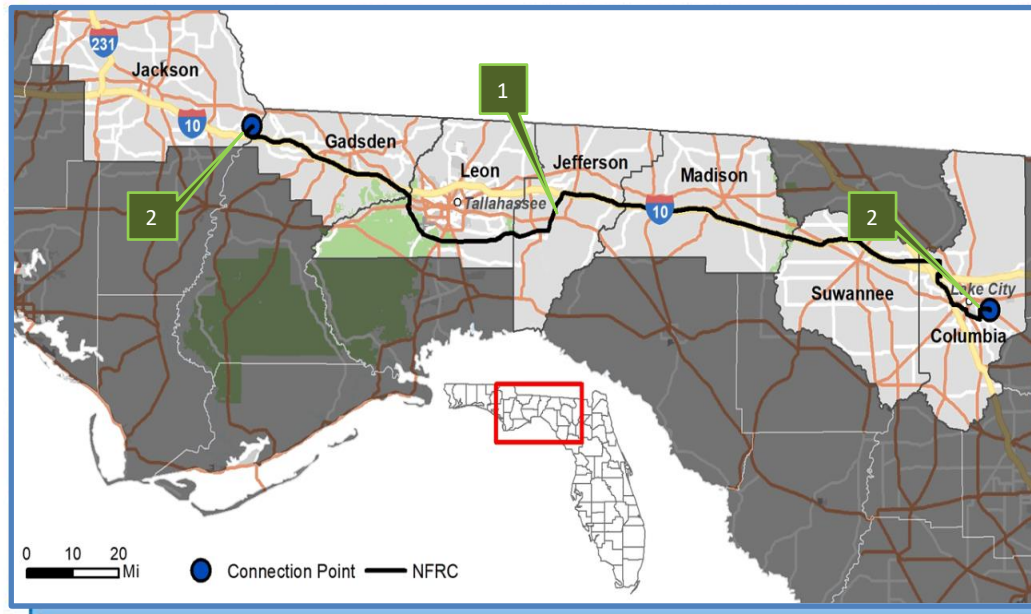 231
Jackson
10
1
Gadsden
Jefferson
Leon
Madison
Tallahassee
10
2
2
Lake City
Suwannee
Columbia
0 10 20
Mi
Connection Point
NFRC